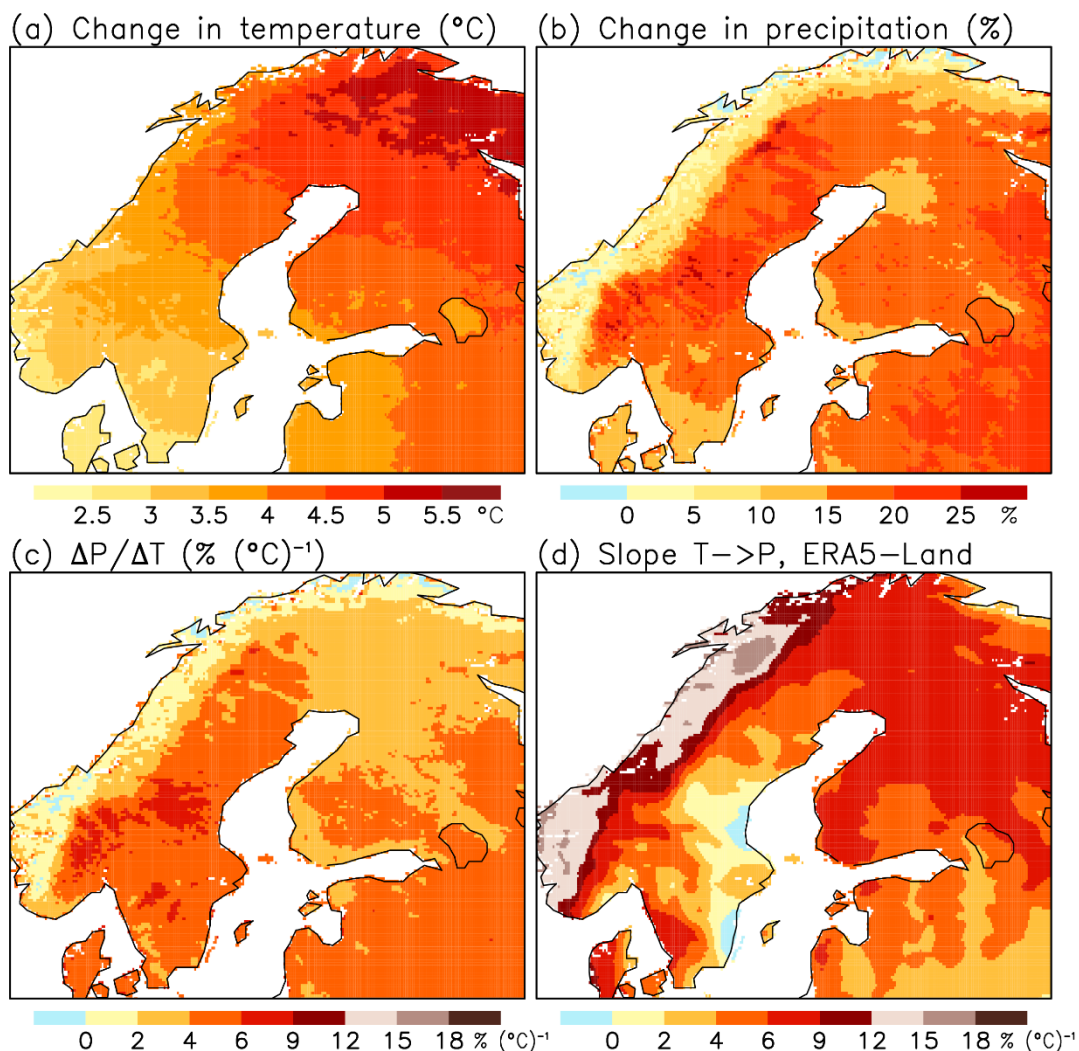 (a) Change in temperature (°C)
(b) Change in precipitation (%)
2.5 3 3.5 4 4.5 5 5.5 °C
0 5 10 15 20 25 %
(c) ΔP/ΔT (% (°C)⁻¹)
(d) Slope T->P, ERA5-Land
0 2 4 6 9 12 15 18 % (°C)⁻¹
0 2 4 6 9 12 15 18 % (°C)⁻¹